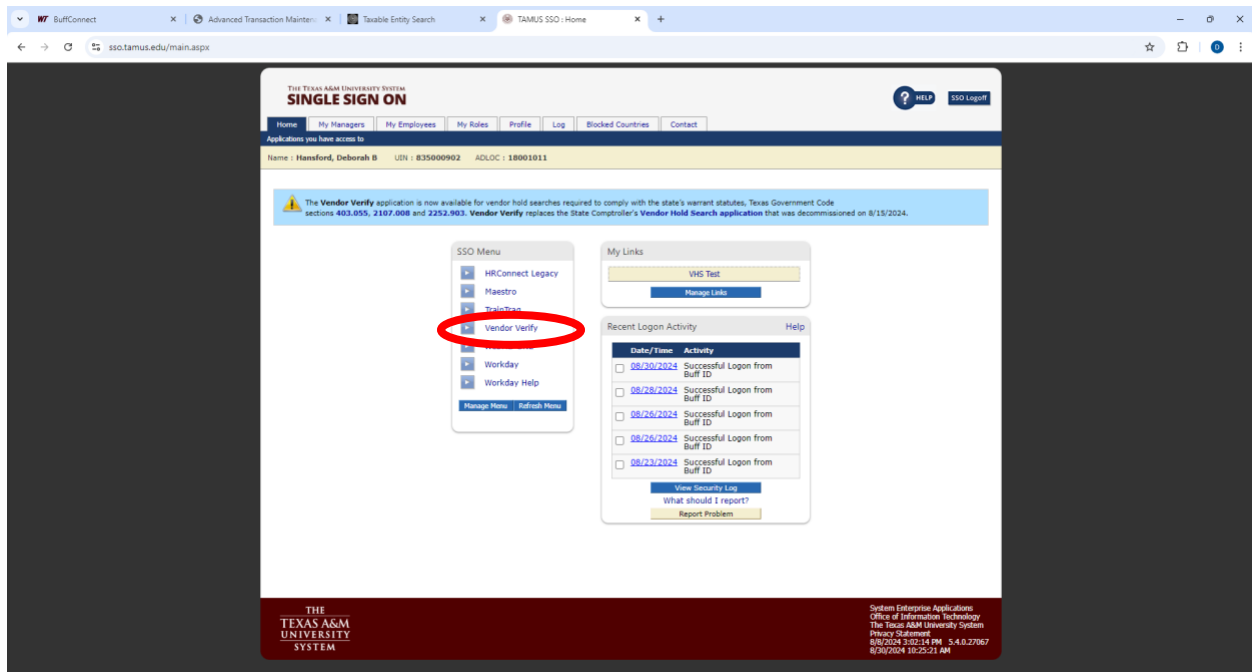 WT BuffConnect
Advanced Transaction Mainten
Taxable Entity Search
TAMUS SSO : Home
sso.tamus.edu/main.aspx
D
THE TEXAS A&M UNIVERSITY SYSTEM
SINGLE SIGN ON
? HELP
SSO Logoff
Home My Managers My Employees My Roles Profile Log Blocked Countries Contact
Applications you have access to
Name : Hansford, Deborah B UIN : 835000902 ADLOC : 18001011
The Vendor Verify application is now available for vendor hold searches required to comply with the state's warrant statutes, Texas Government Code
sections 403.055, 2107.008 and 2252.903. Vendor Verify replaces the State Comptroller's Vendor Hold Search application that was decommissioned on 8/15/2024.
SSO Menu
HRConnect Legacy
Maestro
TrainTraq
Vendor Verify
Workday
Workday Help
Manage Menu Refresh Menu
My Links
VHS Test
Manage Links
Recent Logon Activity Help
Date/Time Activity
08/30/2024 Successful Logon from
Buff ID
08/28/2024 Successful Logon from
Buff ID
08/26/2024 Successful Logon from
Buff ID
08/26/2024 Successful Logon from
Buff ID
08/23/2024 Successful Logon from
Buff ID
View Security Log
What should I report?
Report Problem
THE
TEXAS A&M
UNIVERSITY
SYSTEM
System Enterprise Applications
Office of Information Technology
The Texas A&M University System
Privacy Statement
8/8/2024 3:02:14 PM 5.4.0.27067
8/30/2024 10:25:21 AM